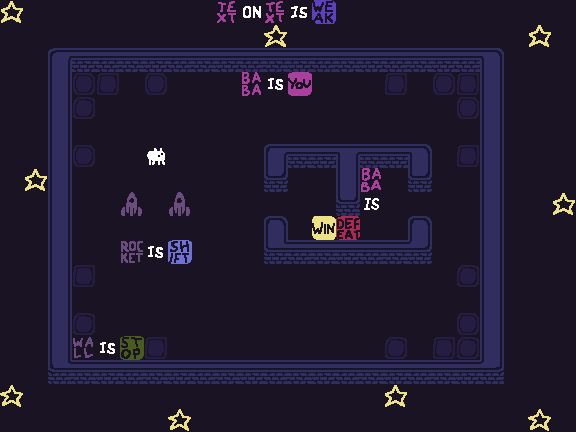 TEXT ON TEXT IS WEAK
BABA IS YOU
BABA
IS
WIN DEFEAT
ROCKET IS SHIFT
WALL IS STOP